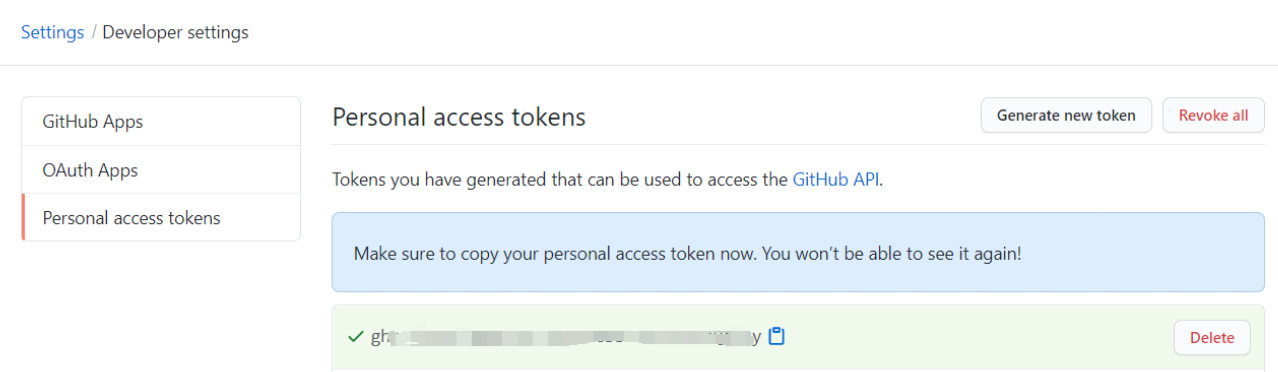 Settings / Developer settings
GitHub Apps
OAuth Apps
Personal access tokens
Personal access tokens
Generate new token
Revoke all
Tokens you have generated that can be used to access the GitHub API.
Make sure to copy your personal access token now. You won't be able to see it again!
Delete